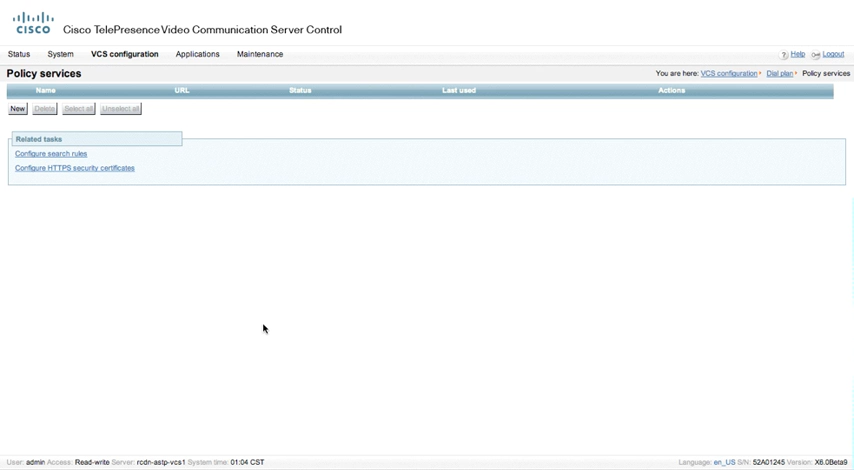 CISCO Cisco TelePresence Video Communication Server Control
Status System VCS configuration Applications Maintenance Help Logout
Policy services You are here: VCS configuration Dial plan Policy services
Name URL Status Last used Actions
New Delete Select all Unselect all
Related tasks
Configure search rules
Configure HTTPS security certificates
User: admin Access: Read-write Server: rcdn-astp-vcs1 System time: 01:04 CST Language: en_US S/N: 52A01245 Version: X6.0Beta9